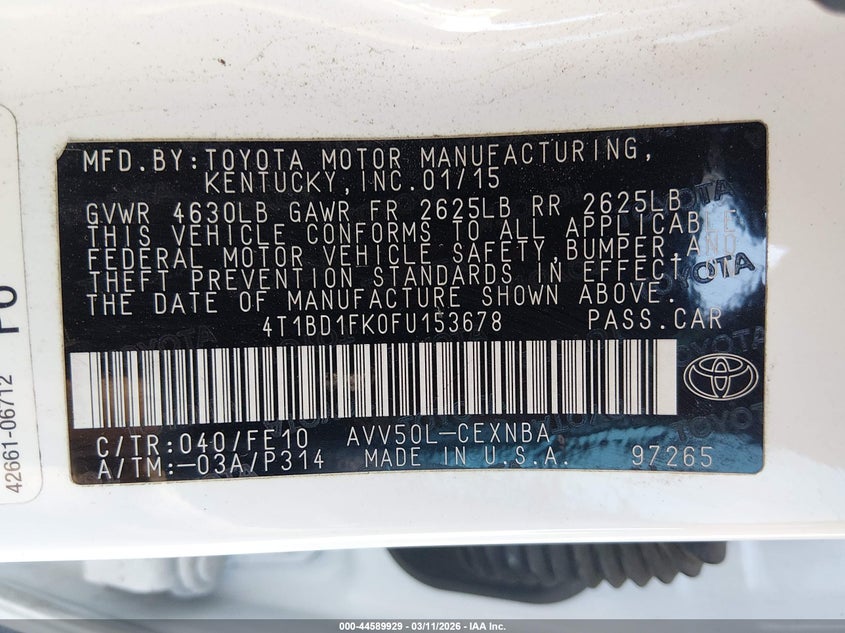 MFD.BY:TOYOTA MOTOR MANUFACTURING,
KENTUCKY,INC.01/15
GVWR 4630LB GAWR FR 2625LB RR 2625LB
THIS VEHICLE CONFORMS TO ALL APPLICABLE
FEDERAL MOTOR VEHICLE SAFETY,BUMPER,AND
THEFT PREVENTION STANDARDS IN EFFECT ON
THE DATE OF MANUFACTURE SHOWN ABOVE.
4T1BD1FK0FU153678 PASS.CAR
C/TR:040/FE10 AVV50L-CEXNBA
A/TM:-03A/P314 MADE IN U.S.A. 97265
TOYOTA
42661-06712
000-44589929 - 03/11/2026 - IAA Inc.